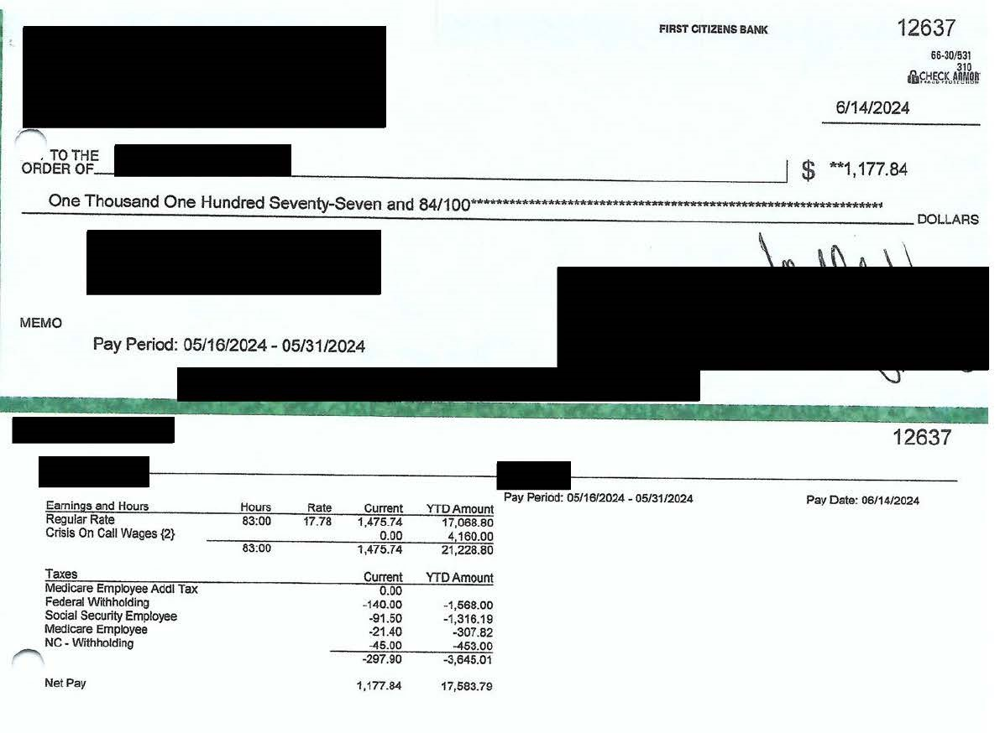 FIRST CITIZENS BANK 12637
66-30/531
310
CHECK ARMOR
6/14/2024
TO THE
ORDER OF
$ **1,177.84
One Thousand One Hundred Seventy-Seven and 84/100******************************************************************************
DOLLARS
MEMO
Pay Period: 05/16/2024 - 05/31/2024
12637
Pay Period: 05/16/2024 - 05/31/2024 Pay Date: 06/14/2024
Earnings and Hours Hours Rate Current YTD Amount
Regular Rate 83:00 17.78 1,475.74 17,068.80
Crisis On Call Wages {2} 0.00 4,160.00
83:00 1,475.74 21,228.80
Taxes Current YTD Amount
Medicare Employee Addl Tax 0.00
Federal Withholding -140.00 -1,568.00
Social Security Employee -91.50 -1,316.19
Medicare Employee -21.40 -307.82
NC - Withholding -45.00 -453.00
-297.90 -3,645.01
Net Pay 1,177.84 17,583.79